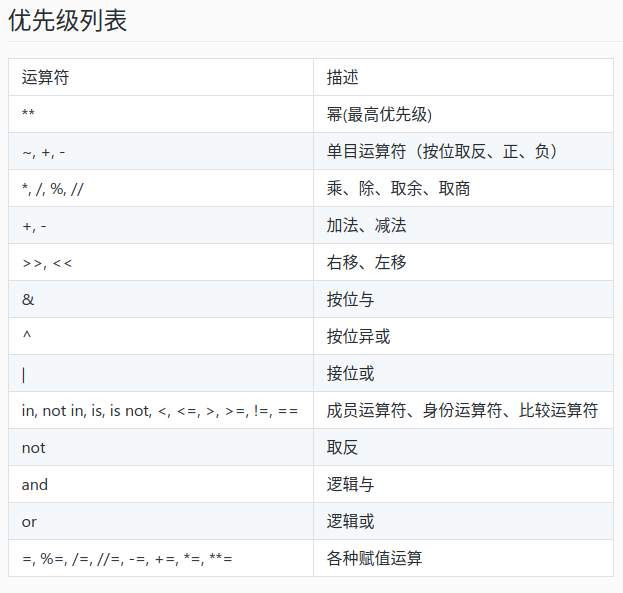 优先级列表
运算符 描述
** 幂(最高优先级)
~, +, - 单目运算符（按位取反、正、负）
*, /, %, // 乘、除、取余、取商
+, - 加法、减法
>>, << 右移、左移
& 按位与
^ 按位异或
| 接位或
in, not in, is, is not, <, <=, >, >=, !=, == 成员运算符、身份运算符、比较运算符
not 取反
and 逻辑与
or 逻辑或
=, %=, /=, //=, -=, +=, *=, **= 各种赋值运算